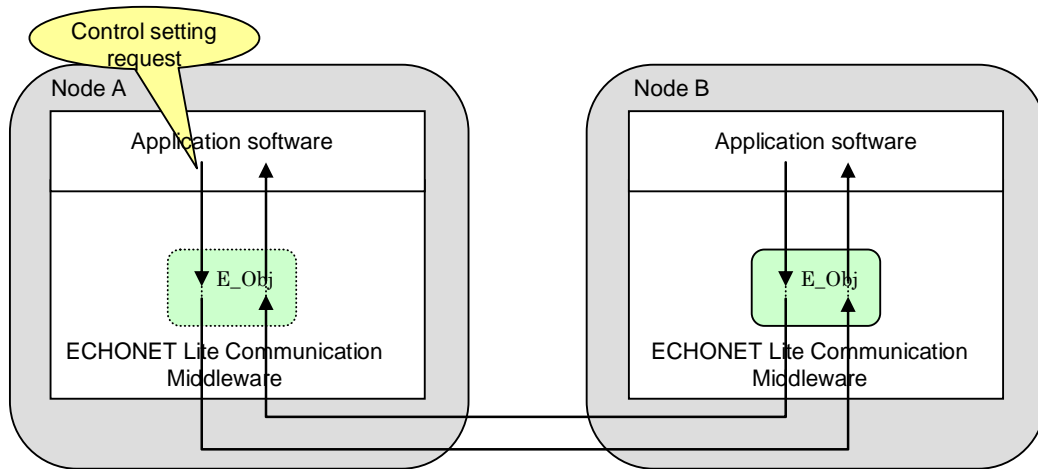 Control setting
request
Node A
Node B
Application software
Application software
E_Obj
E_Obj
ECHONET Lite Communication
Middleware
ECHONET Lite Communication
Middleware